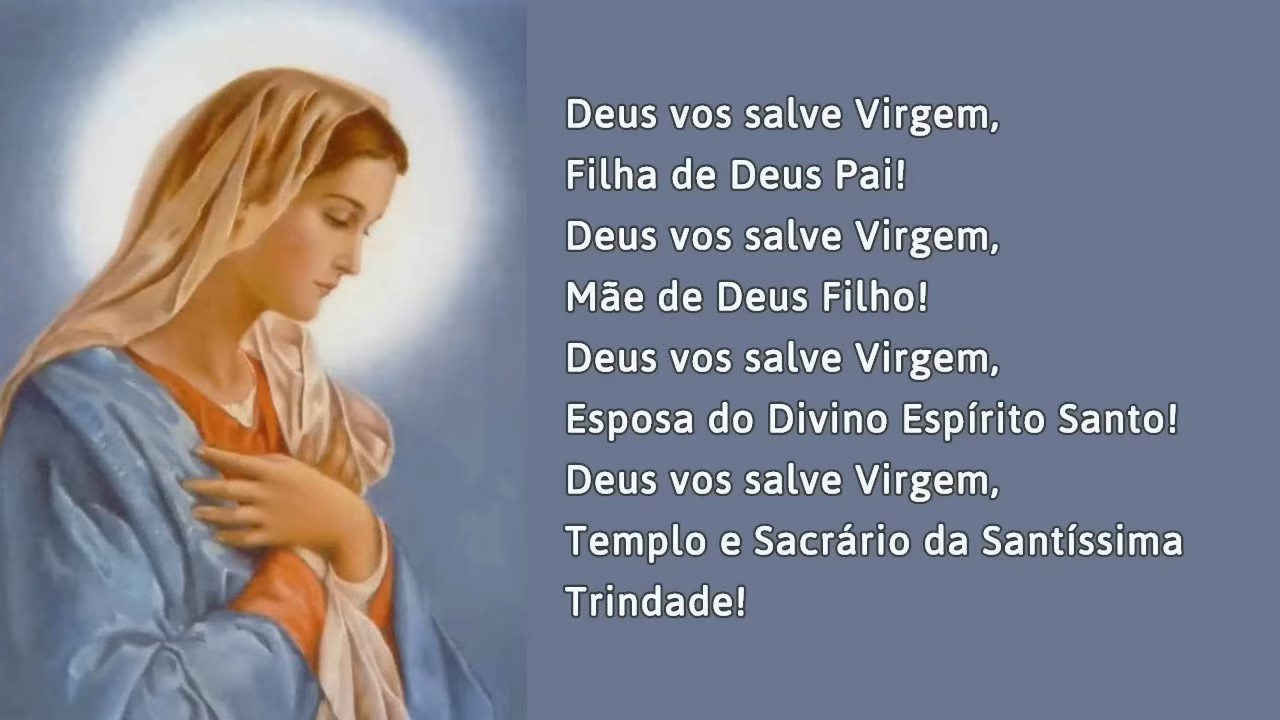 Deus vos salve Virgem,
Filha de Deus Pai!
Deus vos salve Virgem,
Mãe de Deus Filho!
Deus vos salve Virgem,
Esposa do Divino Espírito Santo!
Deus vos salve Virgem,
Templo e Sacrário da Santíssima
Trindade!